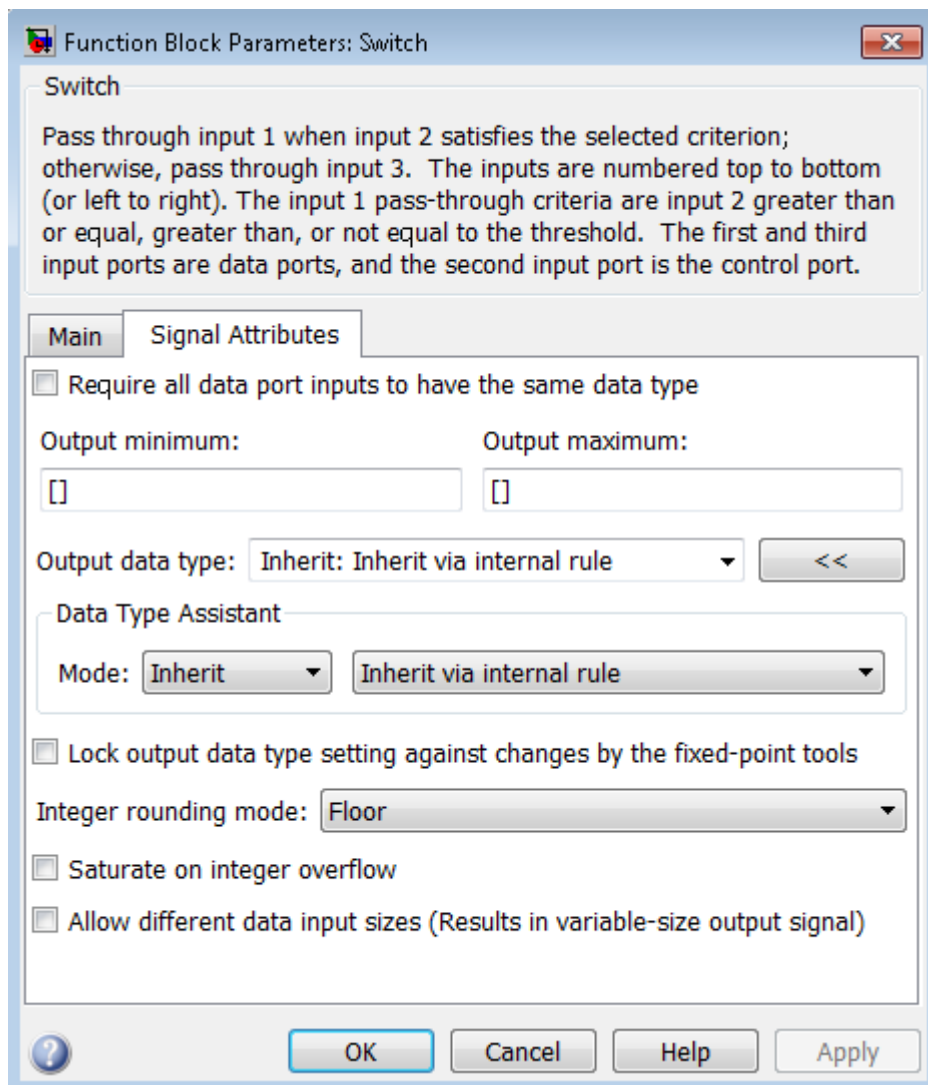 Function Block Parameters: Switch
Switch
Pass through input 1 when input 2 satisfies the selected criterion;
otherwise, pass through input 3.  The inputs are numbered top to bottom
(or left to right). The input 1 pass-through criteria are input 2 greater than
or equal, greater than, or not equal to the threshold.  The first and third
input ports are data ports, and the second input port is the control port.
Main Signal Attributes
Require all data port inputs to have the same data type
Output minimum: Output maximum:
[] []
Output data type: Inherit: Inherit via internal rule <<
Data Type Assistant
Mode: Inherit Inherit via internal rule
Lock output data type setting against changes by the fixed-point tools
Integer rounding mode: Floor
Saturate on integer overflow
Allow different data input sizes (Results in variable-size output signal)
? OK Cancel Help Apply